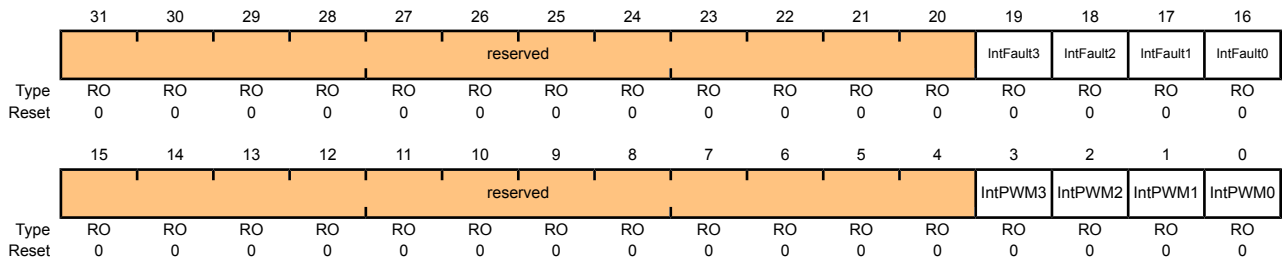 31 30 29 28 27 26 25 24 23 22 21 20 19 18 17 16
reserved IntFault3 IntFault2 IntFault1 IntFault0
Type RO RO RO RO RO RO RO RO RO RO RO RO RO RO RO RO
Reset 0 0 0 0 0 0 0 0 0 0 0 0 0 0 0 0
15 14 13 12 11 10 9 8 7 6 5 4 3 2 1 0
reserved IntPWM3 IntPWM2 IntPWM1 IntPWM0
Type RO RO RO RO RO RO RO RO RO RO RO RO RO RO RO RO
Reset 0 0 0 0 0 0 0 0 0 0 0 0 0 0 0 0